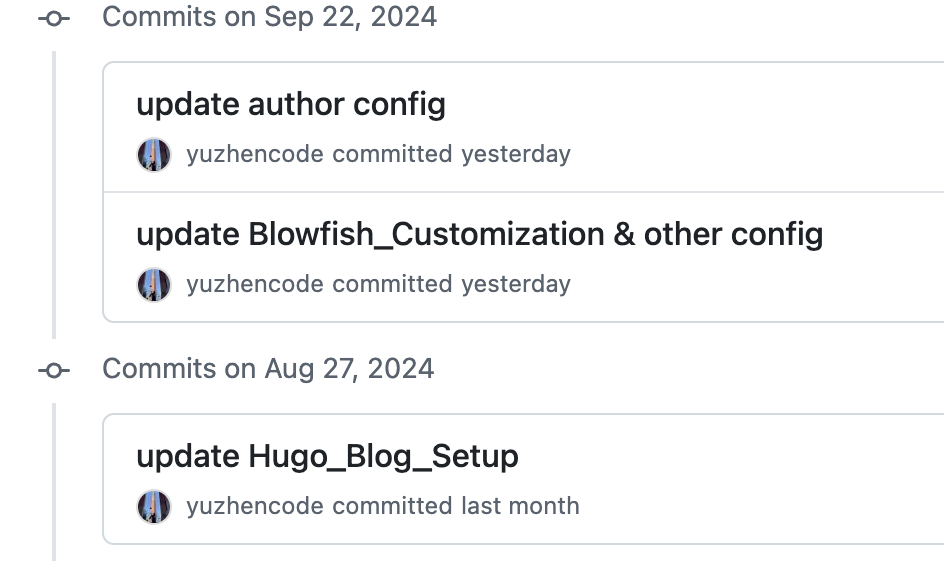 Commits on Sep 22, 2024
update author config
yuzhencode committed yesterday
update Blowfish_Customization & other config
yuzhencode committed yesterday
Commits on Aug 27, 2024
update Hugo_Blog_Setup
yuzhencode committed last month